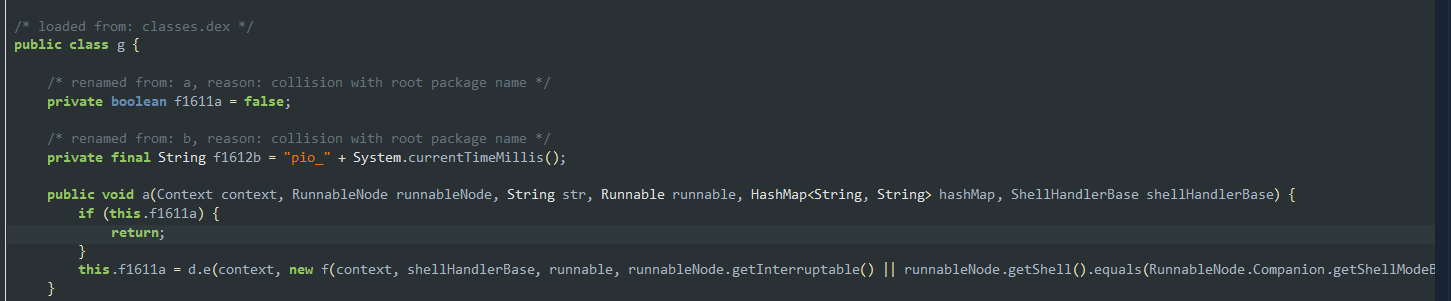 /* loaded from: classes.dex */
public class g {
/* renamed from: a, reason: collision with root package name */
private boolean f1611a = false;
/* renamed from: b, reason: collision with root package name */
private final String f1612b = "pio_" + System.currentTimeMillis();
public void a(Context context, RunnableNode runnableNode, String str, Runnable runnable, HashMap<String, String> hashMap, ShellHandlerBase shellHandlerBase) {
if (this.f1611a) {
return;
}
this.f1611a = d.e(context, new f(context, shellHandlerBase, runnable, runnableNode.getInterruptable() || runnableNode.getShell().equals(RunnableNode.Companion.getShellModeE
}